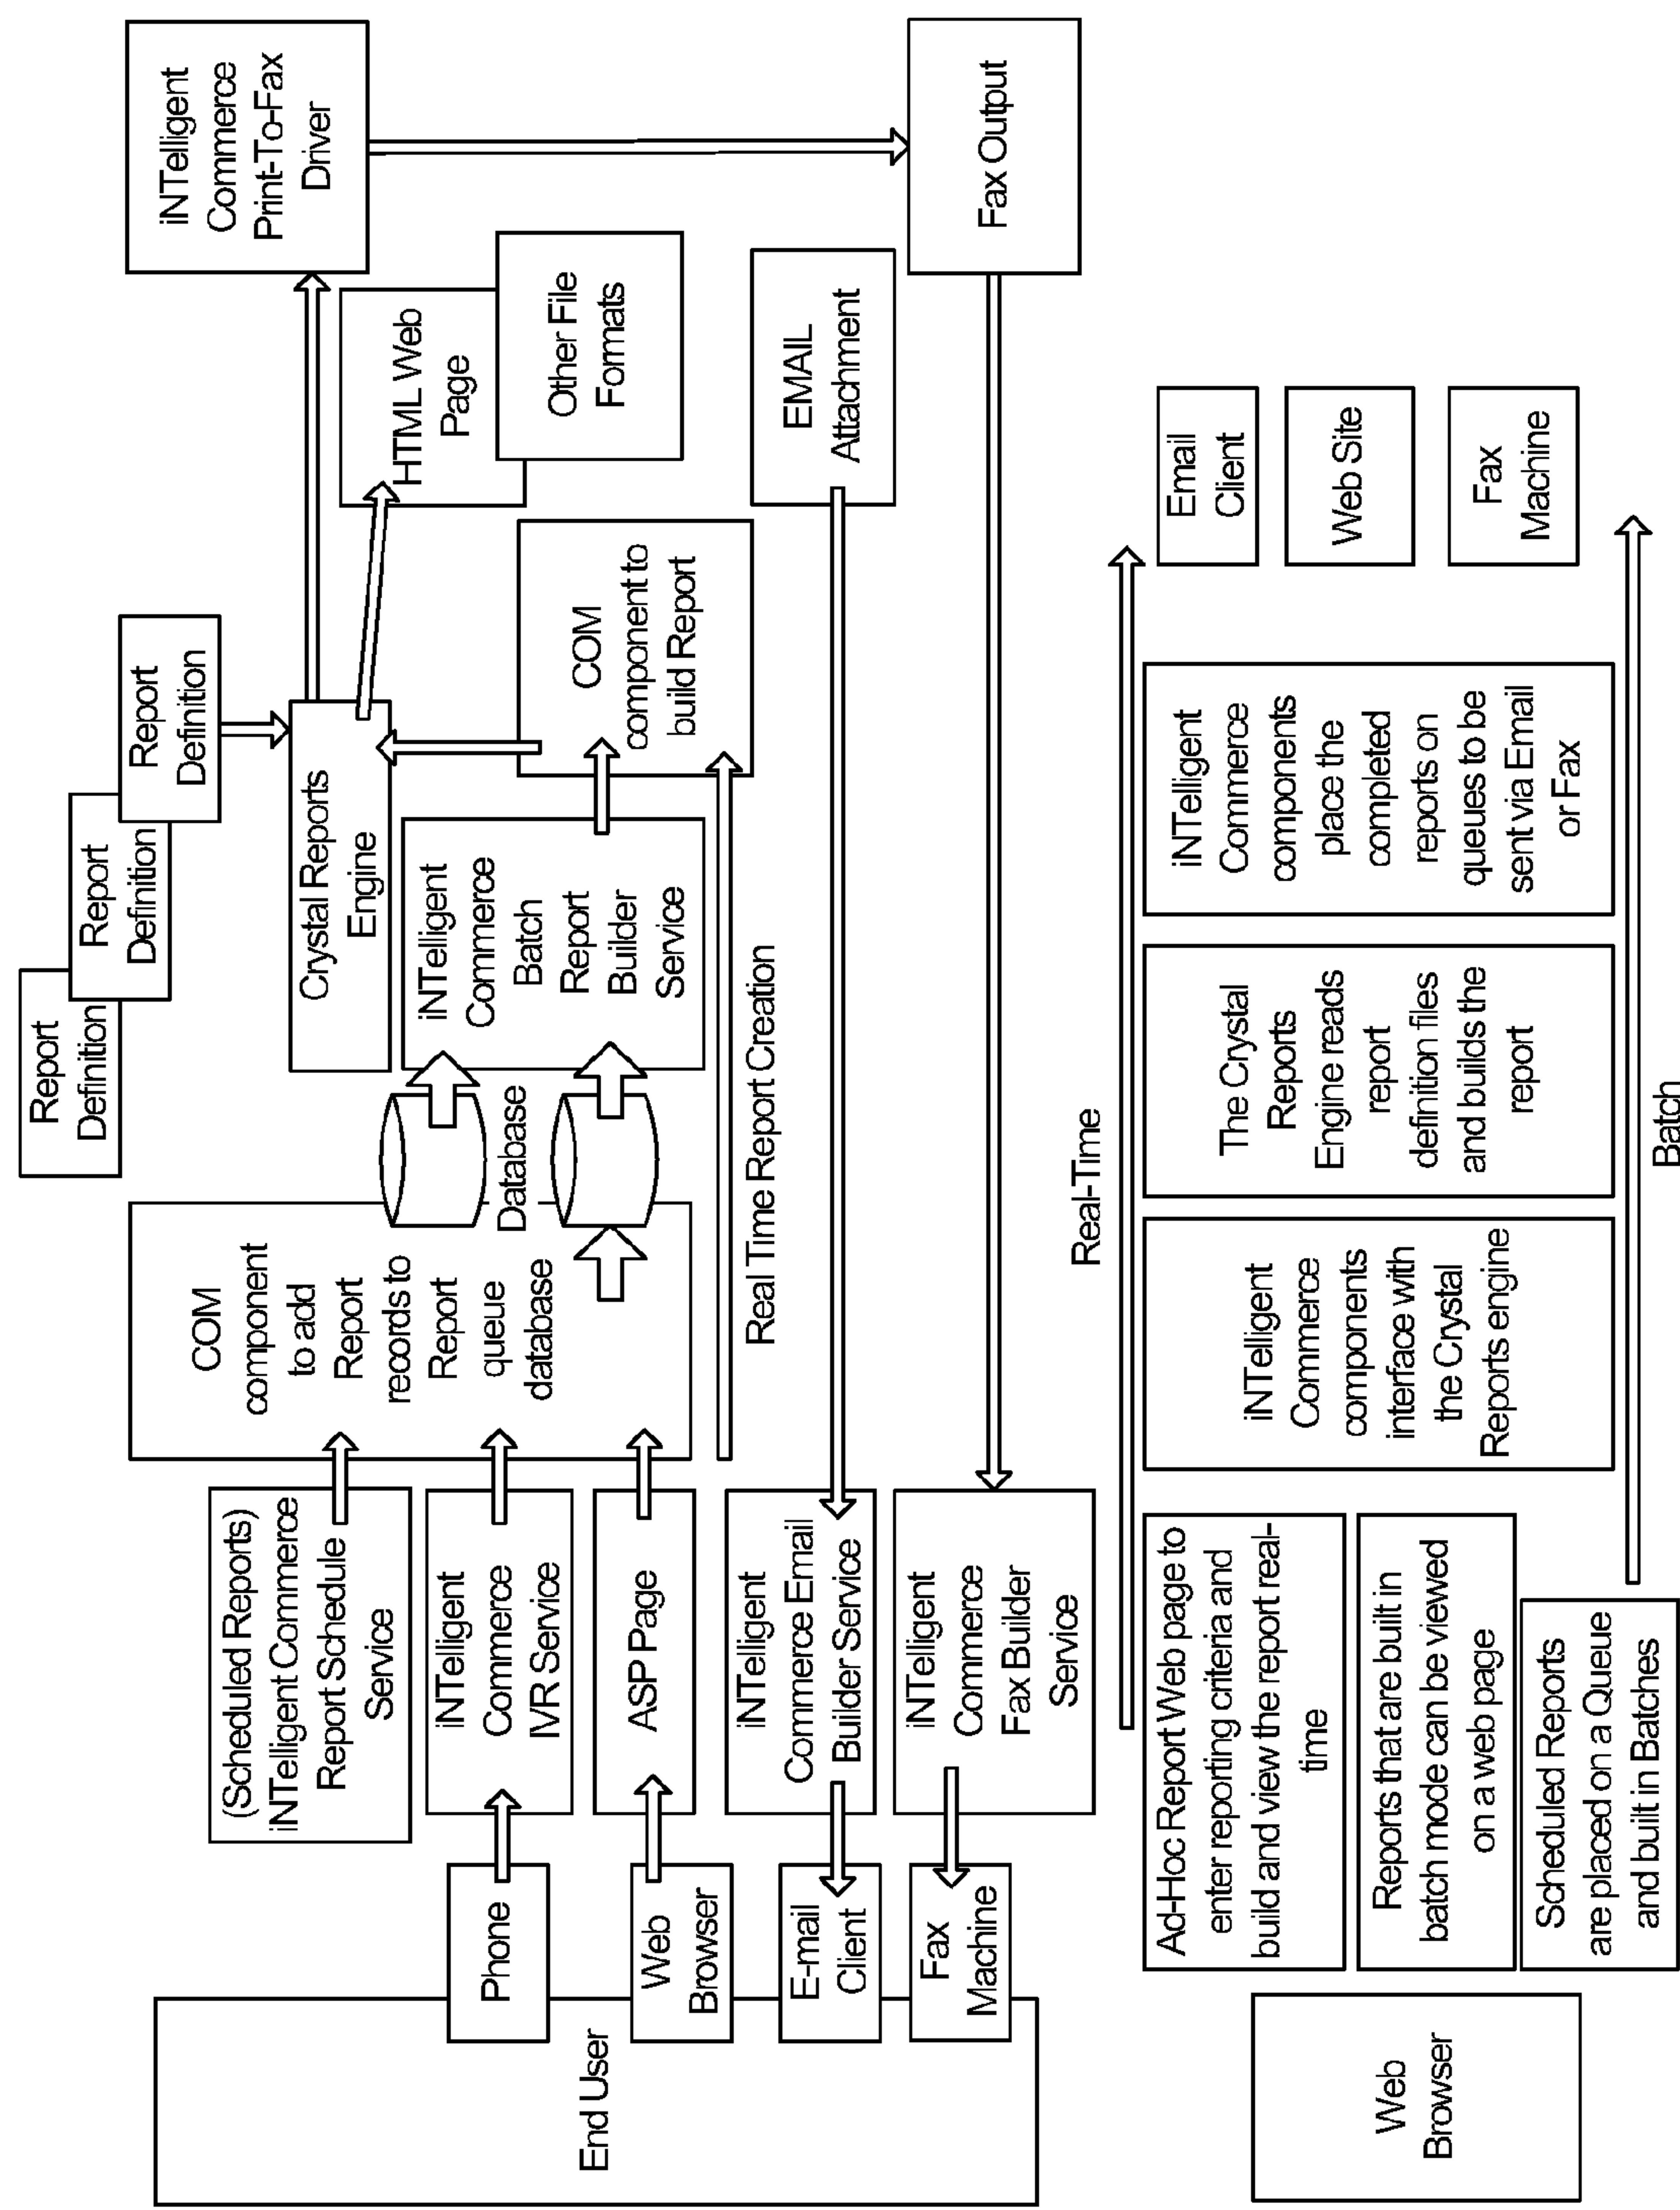 Report
Definition
Report
Definition
Report
Definition
iNTelligent
Commerce
Print-To-Fax
Driver
Crystal Reports
Engine
HTML Web
Page
Other File
Formats
(Scheduled Reports)
iNTelligent Commerce
Report Schedule
Service
COM
component
to add
Report
records to
Report
queue
database
Database
iNTelligent
Commerce
Batch
Report
Builder
Service
COM
component to
build Report
End User
Phone
iNTelligent
Commerce
IVR Service
Web
Browser
ASP Page
Real Time Report Creation
E-mail
Client
iNTelligent
Commerce Email
Builder Service
EMAIL
Attachment
Fax
Machine
iNTelligent
Commerce
Fax Builder
Service
Fax Output
Real-Time
Web
Browser
Ad-Hoc Report Web page to
enter reporting criteria and
build and view the report real-
time
Reports that are built in
batch mode can be viewed
on a web page
Scheduled Reports
are placed on a Queue
and built in Batches
iNTelligent
Commerce
components
interface with
the Crystal
Reports engine
The Crystal
Reports
Engine reads
report
definition files
and builds the
report
iNTelligent
Commerce
components
place the
completed
reports on
queues to be
sent via Email
or Fax
Email
Client
Web Site
Fax
Machine
Batch